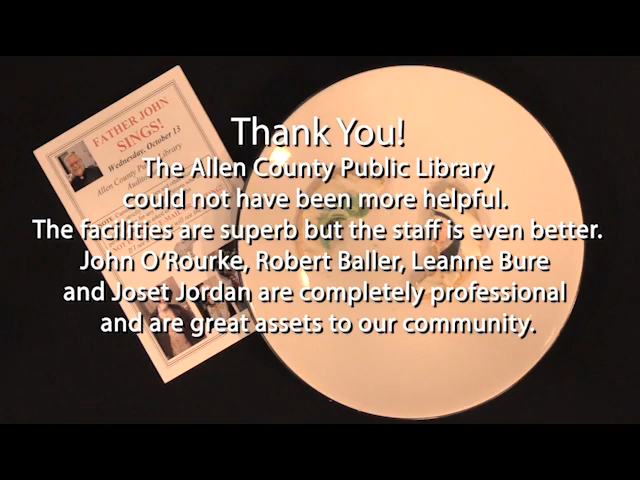 Thank You!
The Allen County Public Library
could not have been more helpful.
The facilities are superb but the staff is even better.
John O’Rourke, Robert Baller, Leanne Bure
and Joset Jordan are completely professional
and are great assets to our community.
FATHER JOHN
SINGS!
Wednesday, October 13
Allen County Library